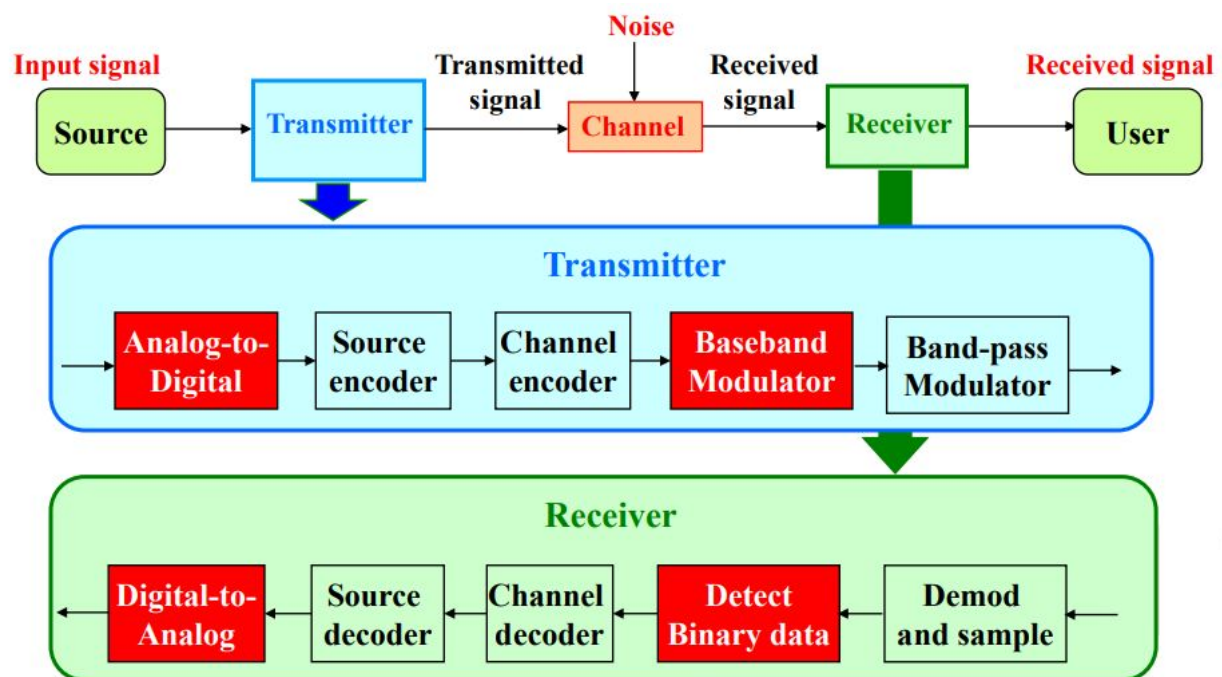 Noise
Input signal
Transmitted
signal
Received
signal
Received signal
Source
Transmitter
Channel
Receiver
User
Transmitter
Analog-to-
Digital
Source
encoder
Channel
encoder
Baseband
Modulator
Band-pass
Modulator
Receiver
Digital-to-
Analog
Source
decoder
Channel
decoder
Detect
Binary data
Demod
and sample